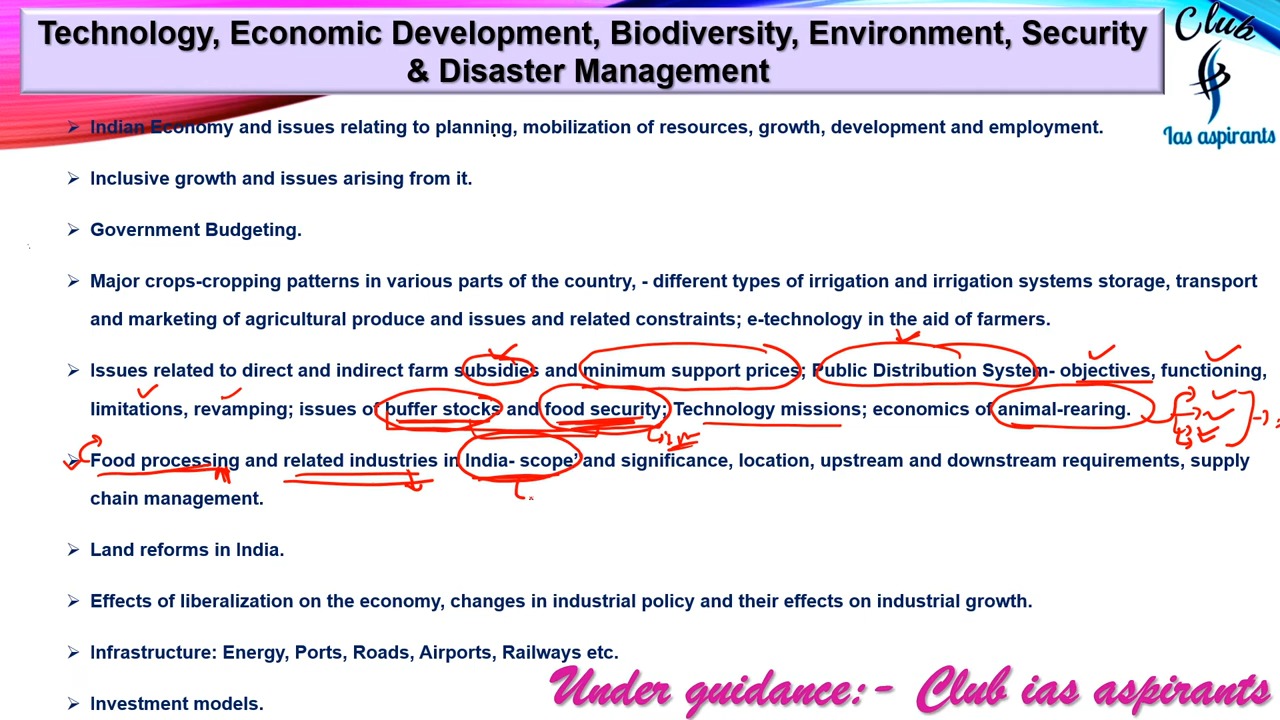 Technology, Economic Development, Biodiversity, Environment, Security
& Disaster Management
Club
Ias aspirants
➢ Indian Economy and issues relating to planning, mobilization of resources, growth, development and employment.
➢ Inclusive growth and issues arising from it.
➢ Government Budgeting.
➢ Major crops-cropping patterns in various parts of the country, - different types of irrigation and irrigation systems storage, transport
and marketing of agricultural produce and issues and related constraints; e-technology in the aid of farmers.
➢ Issues related to direct and indirect farm subsidies and minimum support prices; Public Distribution System- objectives, functioning,
limitations, revamping; issues of buffer stocks and food security; Technology missions; economics of animal-rearing.
➢ Food processing and related industries in India- scope' and significance, location, upstream and downstream requirements, supply
chain management.
➢ Land reforms in India.
➢ Effects of liberalization on the economy, changes in industrial policy and their effects on industrial growth.
➢ Infrastructure: Energy, Ports, Roads, Airports, Railways etc.
➢ Investment models.
Under guidance:- Club ias aspirants